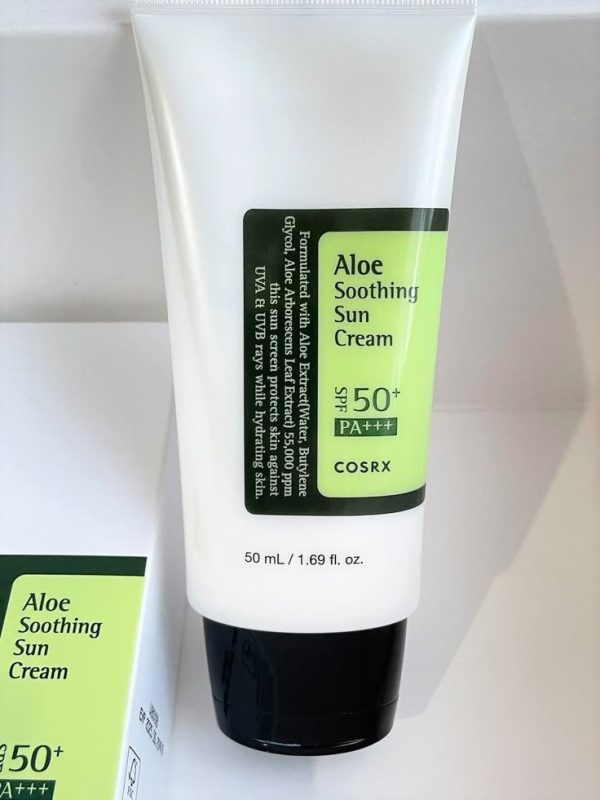 Aloe
Soothing
Sun
Cream
SPF 50+
PA+++
COSRX
Formulated with Aloe Extract(Water, Butylene
Glycol, Aloe Arborescens Leaf Extract) 55,000 ppm
this sun screen protects skin against
UVA & UVB rays while hydrating skin.
50 mL / 1.69 fl. oz.
Aloe
Soothing
Sun
Cream
50+
PA+++